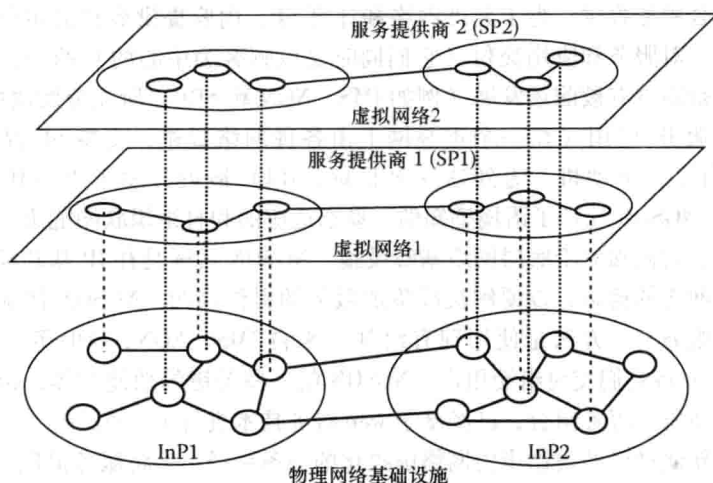 服务提供商 2 (SP2)
虚拟网络2
服务提供商 1 (SP1)
虚拟网络1
InP1
InP2
物理网络基础设施